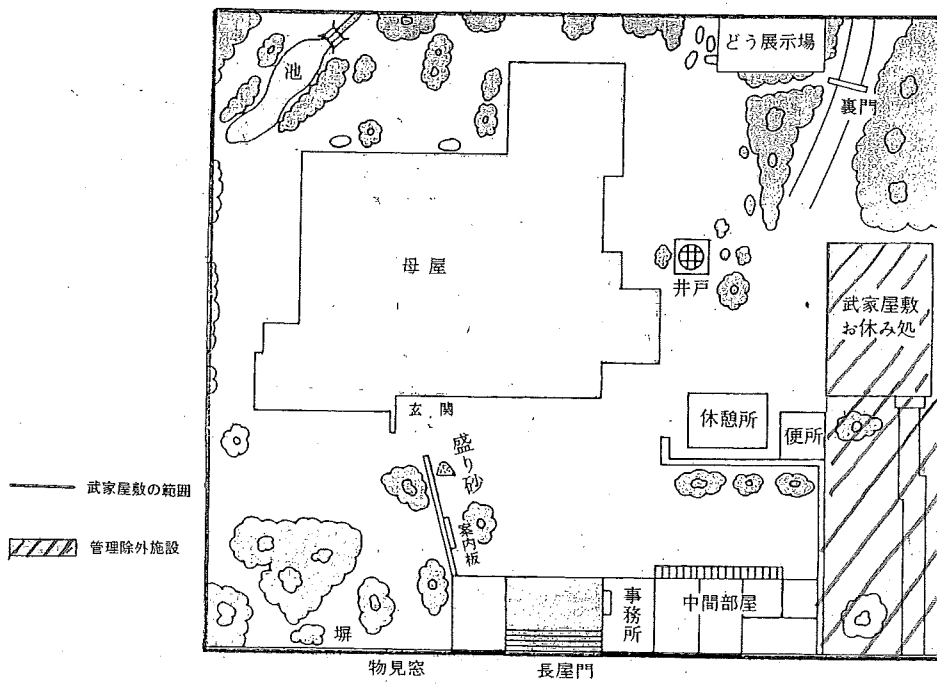 池
どう展示場
裏門
母屋
井戸
武家屋敷
お休み処
玄関
休憩所
便所
盛り砂
案内板
武家屋敷の範囲
管理除外施設
事務所
中間部屋
塀
物見窓
長屋門